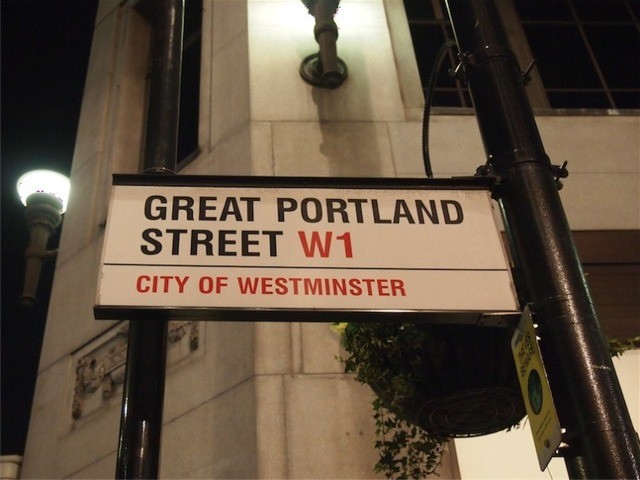 GREAT PORTLAND
STREET W1
CITY OF WESTMINSTER